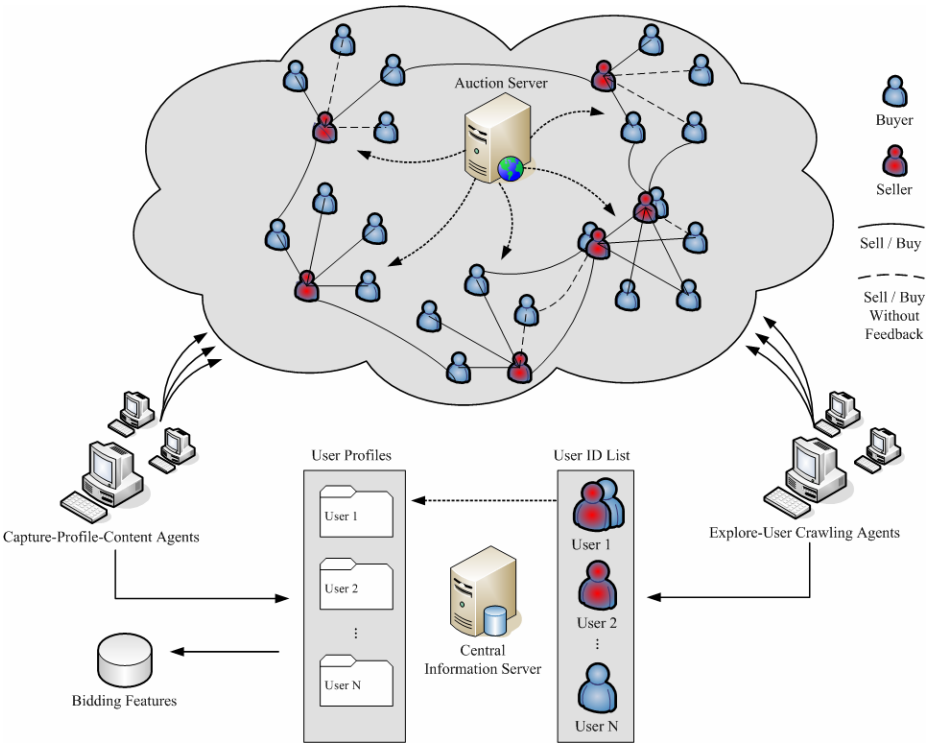 Auction Server
Buyer
Seller
Sell / Buy
Sell / Buy
Without
Feedback
User Profiles
User ID List
User 1
User 1
Capture-Profile-Content Agents
Explore-User Crawling Agents
User 2
User 2
⋮
⋮
Central
Information Server
User N
User N
Bidding Features